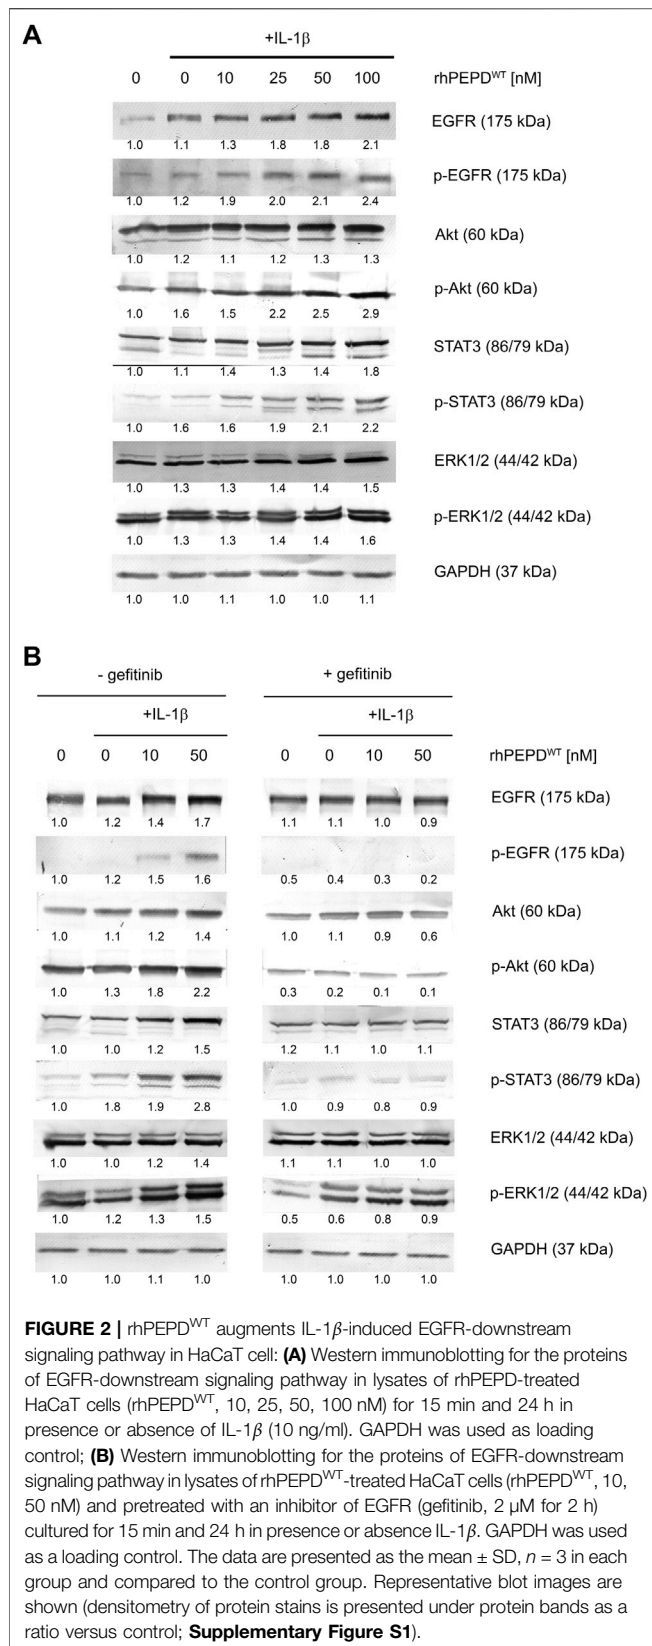 A
+IL-1β
0 0 10 25 50 100 rhPEPDWT [nM]
EGFR (175 kDa)
1.0 1.1 1.3 1.8 1.8 2.1
p-EGFR (175 kDa)
1.0 1.2 1.9 2.0 2.1 2.4
Akt (60 kDa)
1.0 1.2 1.1 1.2 1.3 1.3
p-Akt (60 kDa)
1.0 1.6 1.5 2.2 2.5 2.9
STAT3 (86/79 kDa)
1.0 1.1 1.4 1.3 1.4 1.8
p-STAT3 (86/79 kDa)
1.0 1.6 1.6 1.9 2.1 2.2
ERK1/2 (44/42 kDa)
1.0 1.3 1.3 1.4 1.4 1.5
p-ERK1/2 (44/42 kDa)
1.0 1.3 1.3 1.4 1.4 1.6
GAPDH (37 kDa)
1.0 1.0 1.1 1.0 1.0 1.1
B
- gefitinib + gefitinib
+IL-1β +IL-1β
0 0 10 50 0 0 10 50 rhPEPDWT [nM]
EGFR (175 kDa)
1.0 1.2 1.4 1.7 1.1 1.1 1.0 0.9
p-EGFR (175 kDa)
1.0 1.2 1.5 1.6 0.5 0.4 0.3 0.2
Akt (60 kDa)
1.0 1.1 1.2 1.4 1.0 1.1 0.9 0.6
p-Akt (60 kDa)
1.0 1.3 1.8 2.2 0.3 0.2 0.1 0.1
STAT3 (86/79 kDa)
1.0 1.0 1.2 1.5 1.2 1.1 1.0 1.1
p-STAT3 (86/79 kDa)
1.0 1.8 1.9 2.8 1.0 0.9 0.8 0.9
ERK1/2 (44/42 kDa)
1.0 1.0 1.2 1.4 1.1 1.1 1.0 1.0
p-ERK1/2 (44/42 kDa)
1.0 1.2 1.3 1.5 0.5 0.6 0.8 0.9
GAPDH (37 kDa)
1.0 1.0 1.1 1.0 1.0 1.0 1.0 1.0
FIGURE 2 | rhPEPDWT augments IL-1β-induced EGFR-downstream
signaling pathway in HaCaT cell: (A) Western immunoblotting for the proteins
of EGFR-downstream signaling pathway in lysates of rhPEPD-treated
HaCaT cells (rhPEPDWT, 10, 25, 50, 100 nM) for 15 min and 24 h in
presence or absence of IL-1β (10 ng/ml). GAPDH was used as loading
control; (B) Western immunoblotting for the proteins of EGFR-downstream
signaling pathway in lysates of rhPEPDWT-treated HaCaT cells (rhPEPDWT, 10,
50 nM) and pretreated with an inhibitor of EGFR (gefitinib, 2 µM for 2 h)
cultured for 15 min and 24 h in presence or absence IL-1β. GAPDH was used
as a loading control. The data are presented as the mean ± SD, n = 3 in each
group and compared to the control group. Representative blot images are
shown (densitometry of protein stains is presented under protein bands as a
ratio versus control; Supplementary Figure S1).